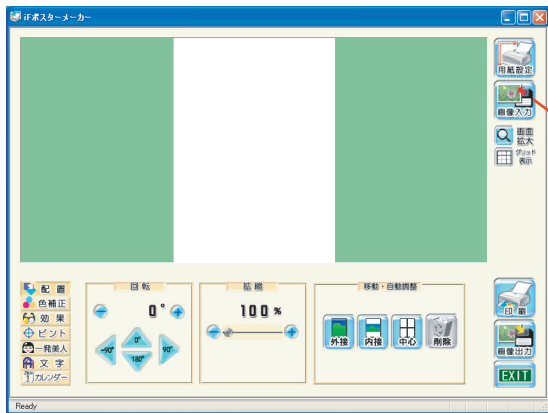 iFポスターメーカー
用紙設定
画像入力
画面
拡大
グリッド
表示
配 置
色補正
効 果
ピント
一発美人
文 字
カレンダー
回 転
0°
-90°
0°
90°
180°
拡 縮
100 %
移動・自動調整
外接
内接
中心
削除
印 刷
画像出力
EXIT
Ready